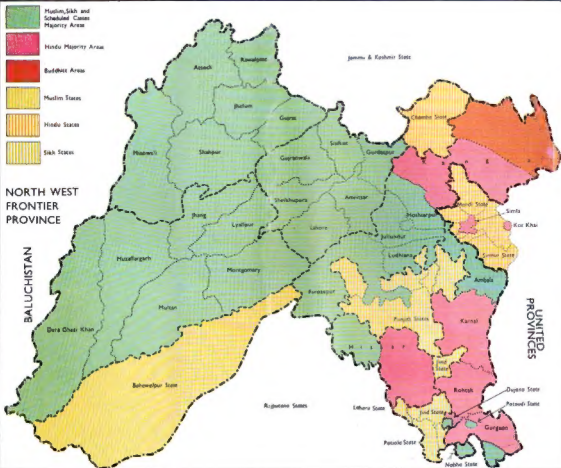 Muslim, Sikh and
Scheduled Castes
Majority Areas
Hindu Majority Areas
Buddhist Areas
Muslim States
Hindu States
Sikh States
NORTH WEST
FRONTIER
PROVINCE
BALUCHISTAN
UNITED
PROVINCES
Jammu & Kashmir State
Attock
Rawalpindi
Jhelum
Gujrat
Mianwali
Shahpur
Gujranwala
Sialkot
Gurdaspur
Chamba State
Kangra
Mandi State
Simla
Sirmur State
Sheikhupura
Amritsar
Hoshiarpur
Jhang
Lyallpur
Lahore
Jullundur
Ludhiana
Ambala
Muzaffargarh
Montgomery
Ferozepur
Multan
Punjab States
Karnal
Dera Ghazi Khan
Hissar
Jind
State
Bahawalpur State
Rajputana States
Rohtak
Dujana State
Pataudi State
Loharu State
Jind State
Gurgaon
Patiala State
Nabha State